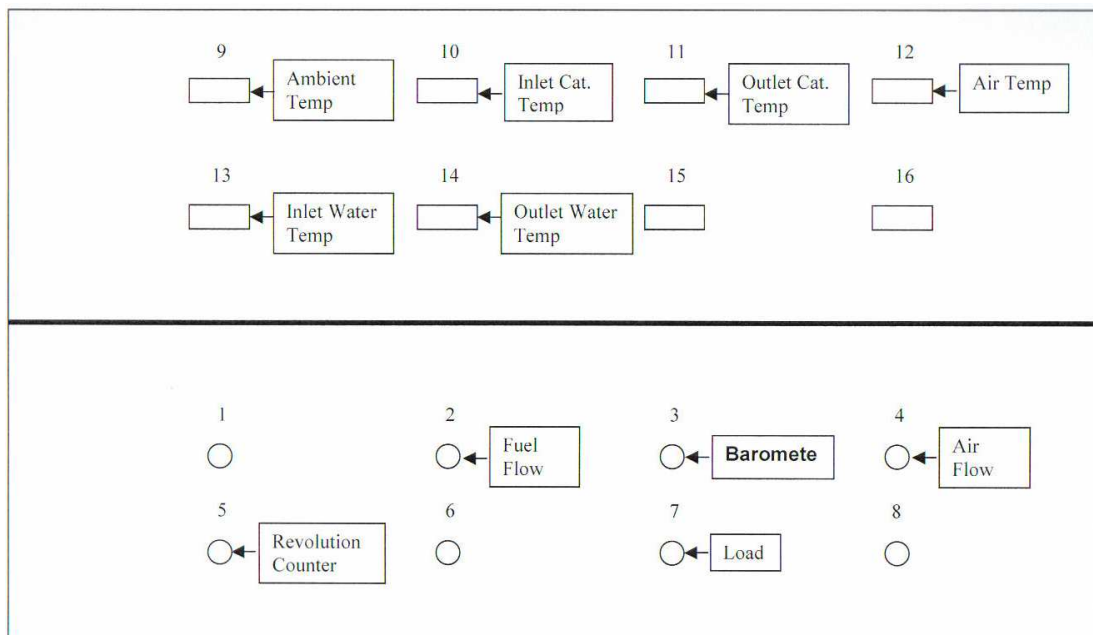 9 10 11 12
Ambient
Temp
Inlet Cat.
Temp
Outlet Cat.
Temp
Air Temp
13 14 15 16
Inlet Water
Temp
Outlet Water
Temp
1 2 3 4
Fuel
Flow
Baromete
Air
Flow
5 6 7 8
Revolution
Counter
Load